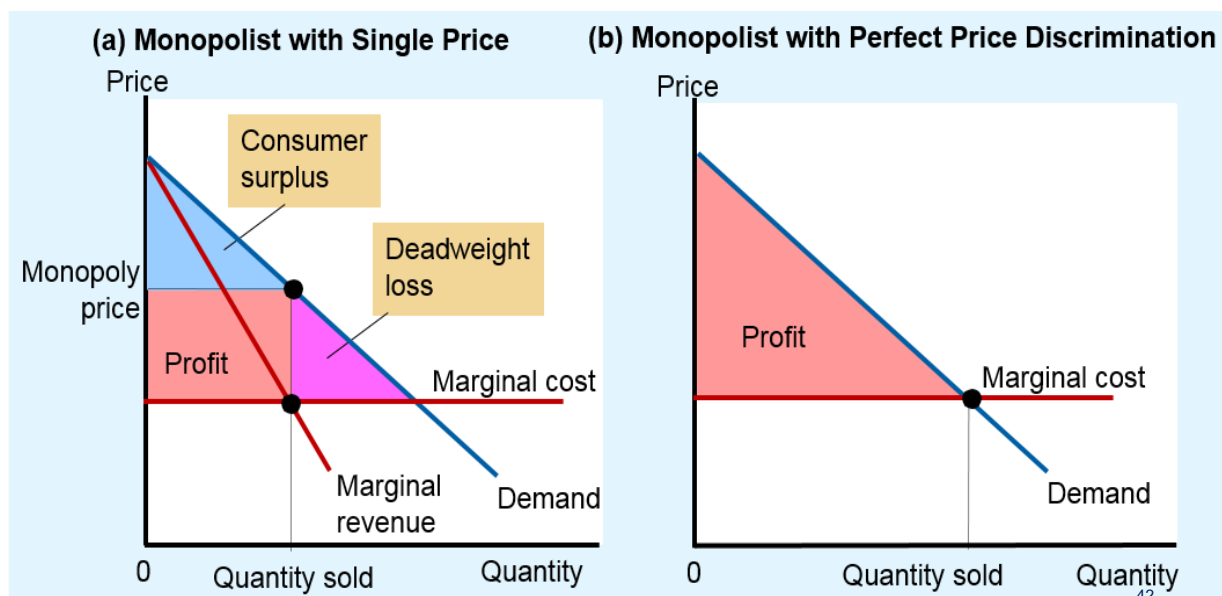 (a) Monopolist with Single Price
Price
Consumer
surplus
Deadweight
loss
Monopoly
price
Profit
Marginal cost
Marginal
revenue
Demand
0
Quantity sold
Quantity
(b) Monopolist with Perfect Price Discrimination
Price
Profit
Marginal cost
Demand
0
Quantity sold
Quantity
42